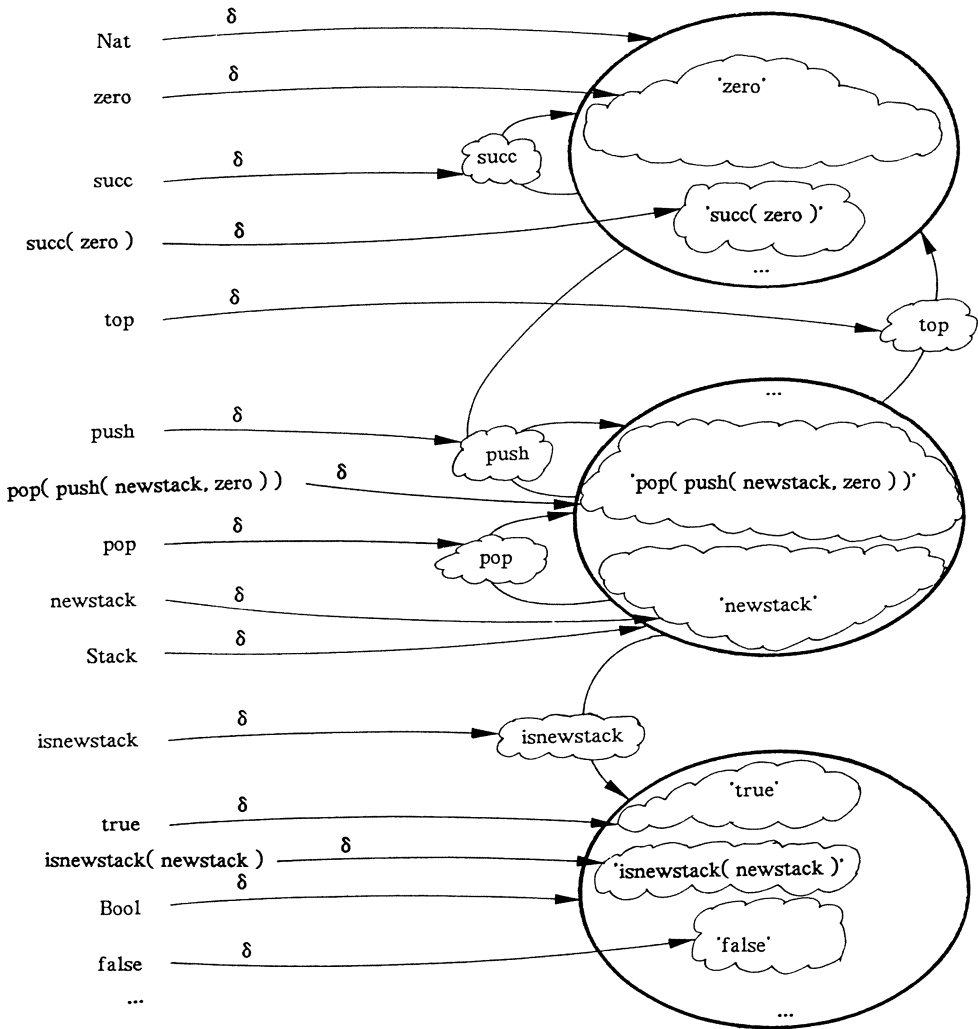 δ
Nat
δ
zero
'zero'
δ
succ
succ
δ
succ( zero )
'succ( zero )'
...
δ
top
top
...
δ
push
push
δ
pop( push( newstack, zero ) )
'pop( push( newstack, zero ) )'
δ
pop
pop
δ
newstack
'newstack'
δ
Stack
δ
isnewstack
isnewstack
δ
true
'true'
δ
isnewstack( newstack )
'isnewstack( newstack )'
δ
Bool
δ
false
'false'
...
...